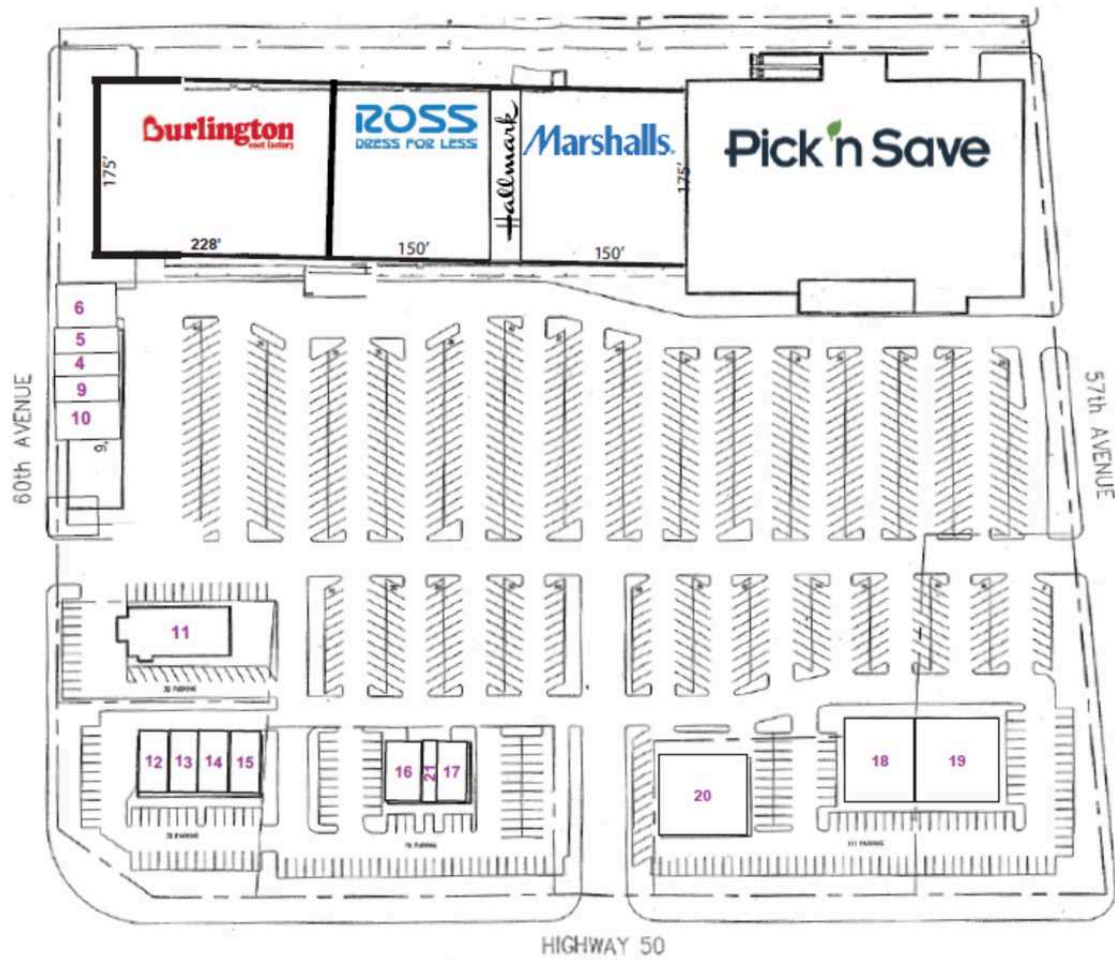 Burlington
coat factory
ROSS
DRESS FOR LESS
Hallmark
Marshalls.
Pick'n Save
175'
175'
228'
150'
150'
6
5
4
9
10
9,
60th AVENUE
57th AVENUE
11
12
13
14
15
16
21
17
18
19
20
HIGHWAY 50